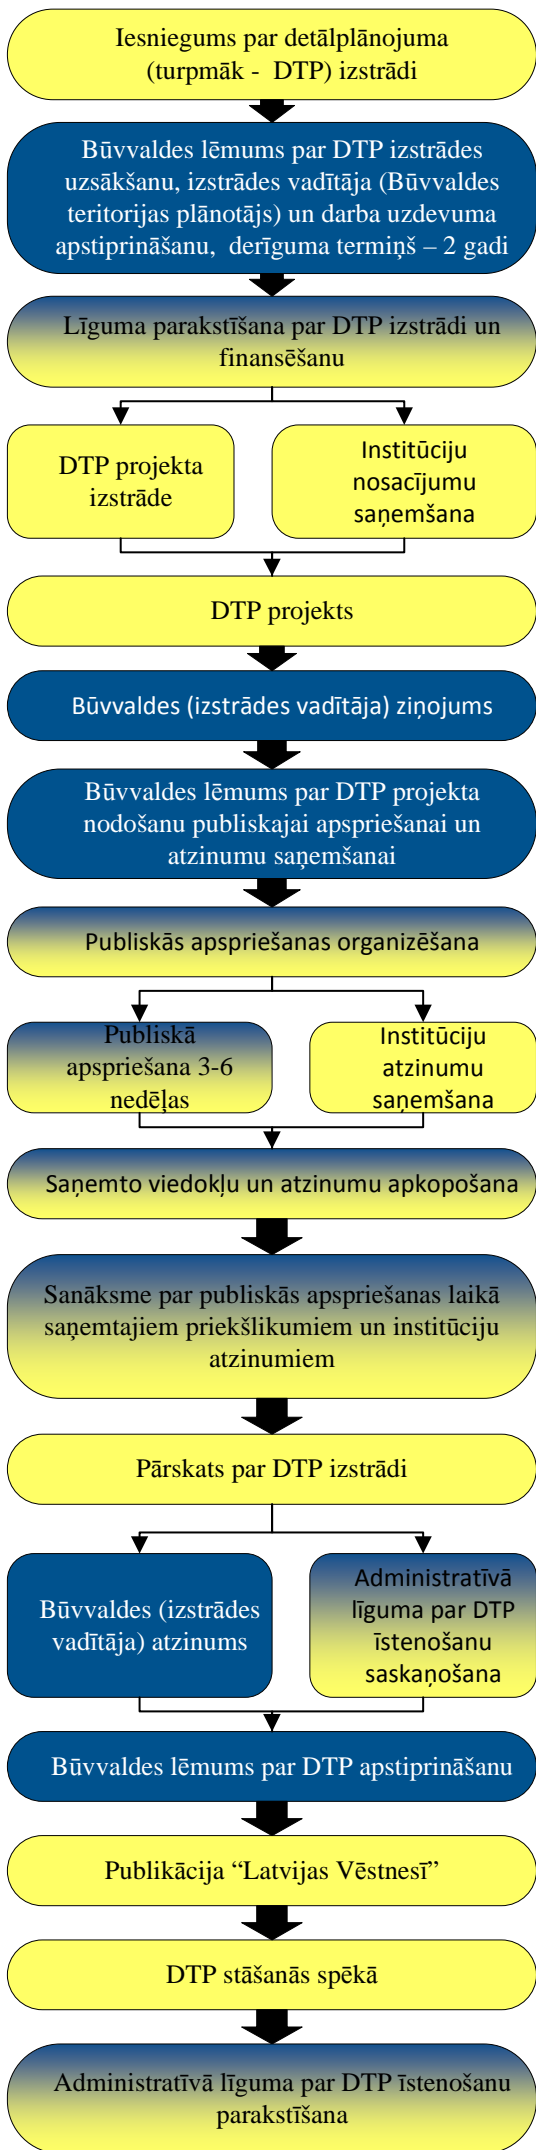 Iesniegums par detālplānojuma
(turpmāk - DTP) izstrādi
Būvvaldes lēmums par DTP izstrādes
uzsākšanu, izstrādes vadītāja (Būvvaldes
teritorijas plānotājs) un darba uzdevuma
apstiprināšanu, derīguma termiņš – 2 gadi
Līguma parakstīšana par DTP izstrādi un
finansēšanu
DTP projekta
izstrāde
Institūciju
nosacījumu
saņemšana
DTP projekts
Būvvaldes (izstrādes vadītāja) ziņojums
Būvvaldes lēmums par DTP projekta
nodošanu publiskajai apspriešanai un
atzinumu saņemšanai
Publiskās apspriešanas organizēšana
Publiskā
apspriešana 3-6
nedēļas
Institūciju
atzinumu
saņemšana
Saņemto viedokļu un atzinumu apkopošana
Sanāksme par publiskās apspriešanas laikā
saņemtajiem priekšlikumiem un institūciju
atzinumiem
Pārskats par DTP izstrādi
Būvvaldes (izstrādes
vadītāja) atzinums
Administratīvā
līguma par DTP
īstenošanu
saskaņošana
Būvvaldes lēmums par DTP apstiprināšanu
Publikācija “Latvijas Vēstnesī”
DTP stāšanās spēkā
Administratīvā līguma par DTP īstenošanu
parakstīšana